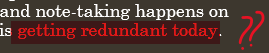 and note-taking happens on
is getting redundant today. ??